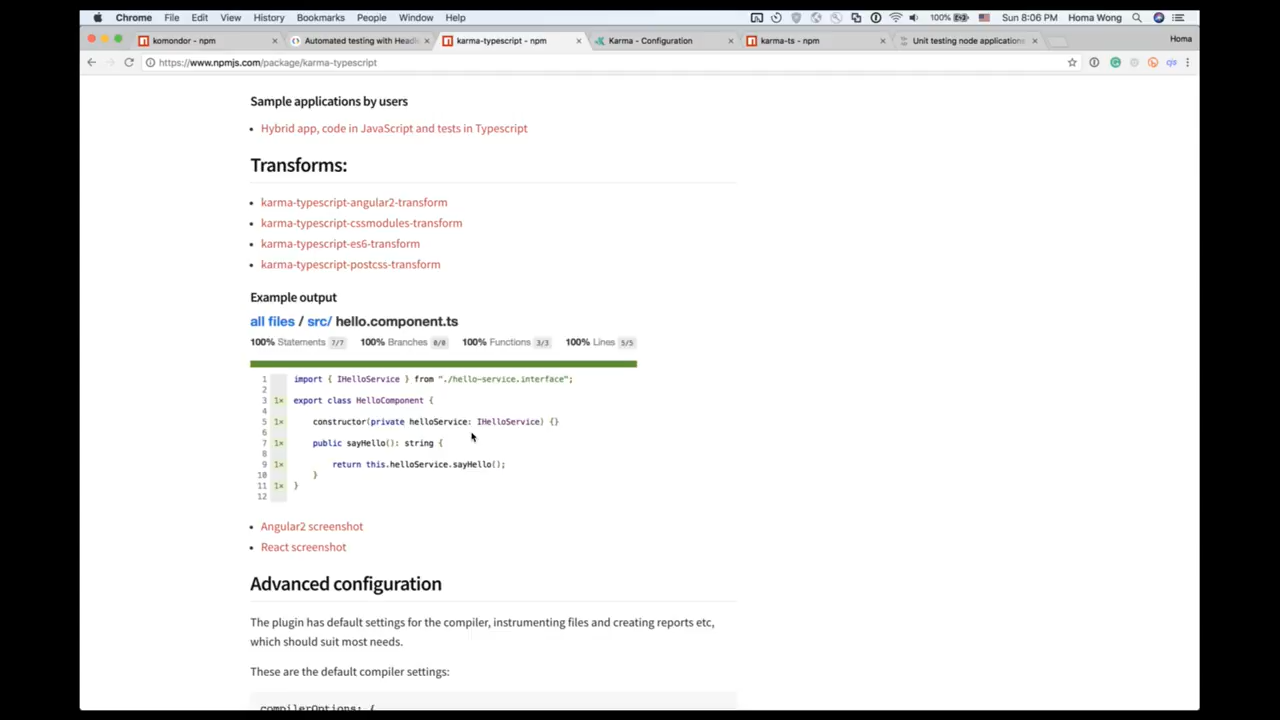 Chrome File Edit View History Bookmarks People Window Help 100% Sun 8:06 PM Homa Wong
komondor - npm Automated testing with Headl karma-typescript - npm Karma - Configuration karma-ts - npm Unit testing node applications Homa
https://www.npmjs.com/package/karma-typescript
Sample applications by users
• Hybrid app, code in JavaScript and tests in Typescript
Transforms:
• karma-typescript-angular2-transform
• karma-typescript-cssmodules-transform
• karma-typescript-es6-transform
• karma-typescript-postcss-transform
Example output
all files / src/ hello.component.ts
100% Statements 7/7 100% Branches 0/0 100% Functions 3/3 100% Lines 5/5
1 import { IHelloService } from "./hello-service.interface";
2
3 1× export class HelloComponent {
4
5 1× constructor(private helloService: IHelloService) {}
6
7 1× public sayHello(): string {
8
9 1× return this.helloService.sayHello();
10 }
11 1× }
12
• Angular2 screenshot
• React screenshot
Advanced configuration
The plugin has default settings for the compiler, instrumenting files and creating reports etc,
which should suit most needs.
These are the default compiler settings:
compilerOptions: {